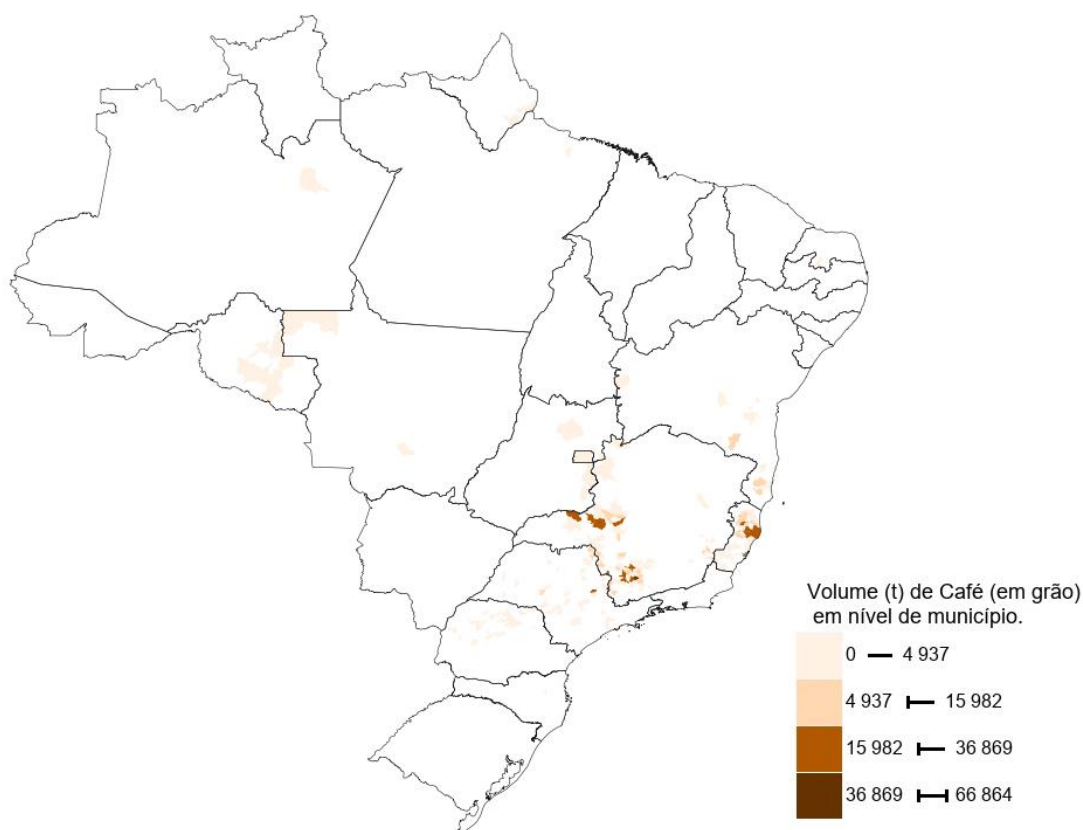 Volume (t) de Café (em grão)
em nível de município.
0 — 4 937
4 937 ⊢ 15 982
15 982 ⊢ 36 869
36 869 ⊢⊣ 66 864